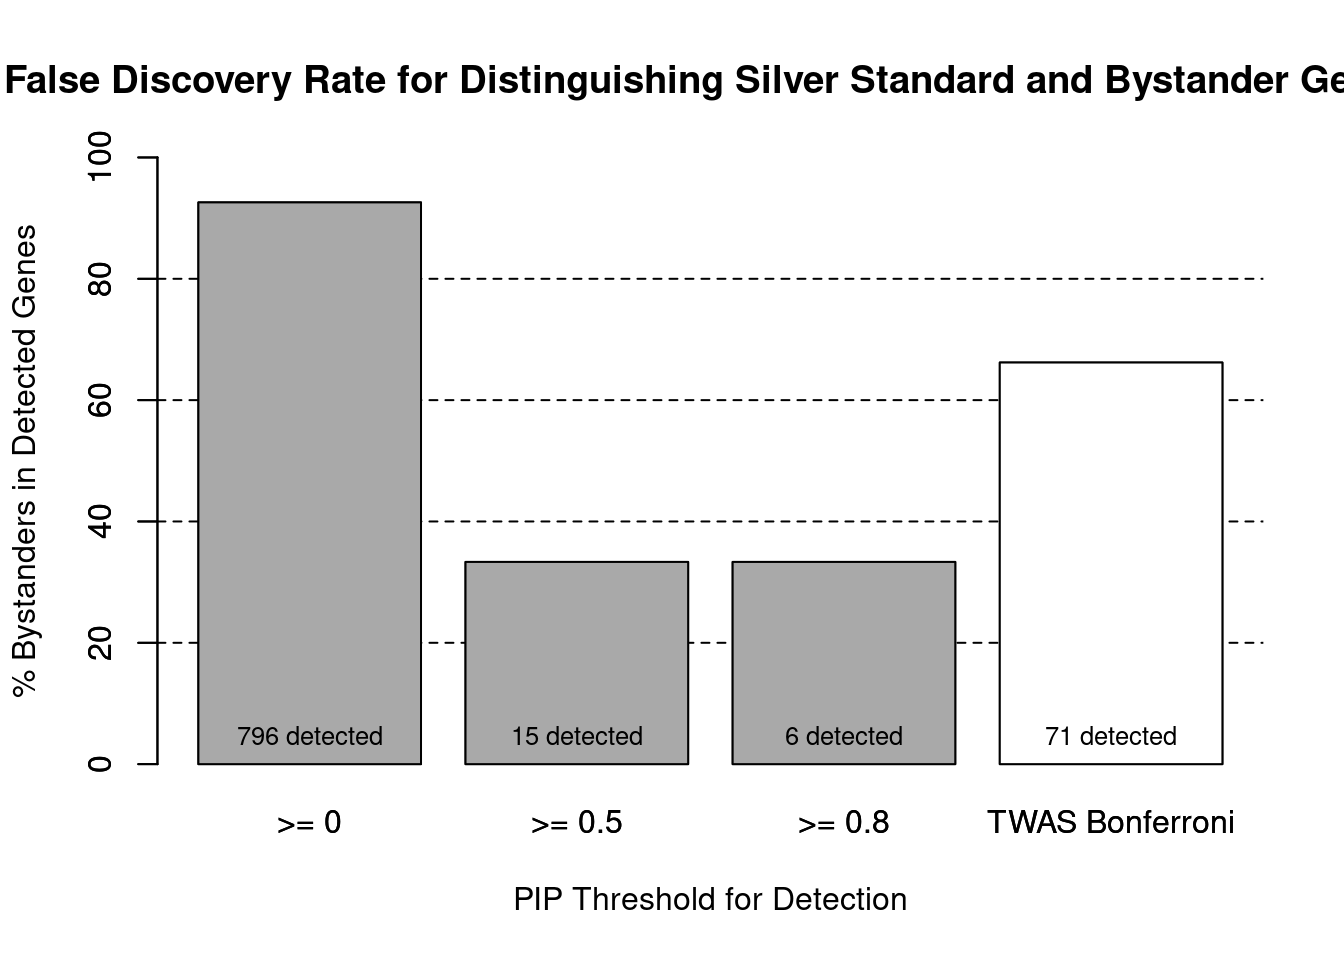 False Discovery Rate for Distinguishing Silver Standard and Bystander Ge
% Bystanders in Detected Genes
100
80
60
40
20
0
796 detected
15 detected
6 detected
71 detected
>= 0
>= 0.5
>= 0.8
TWAS Bonferroni
PIP Threshold for Detection